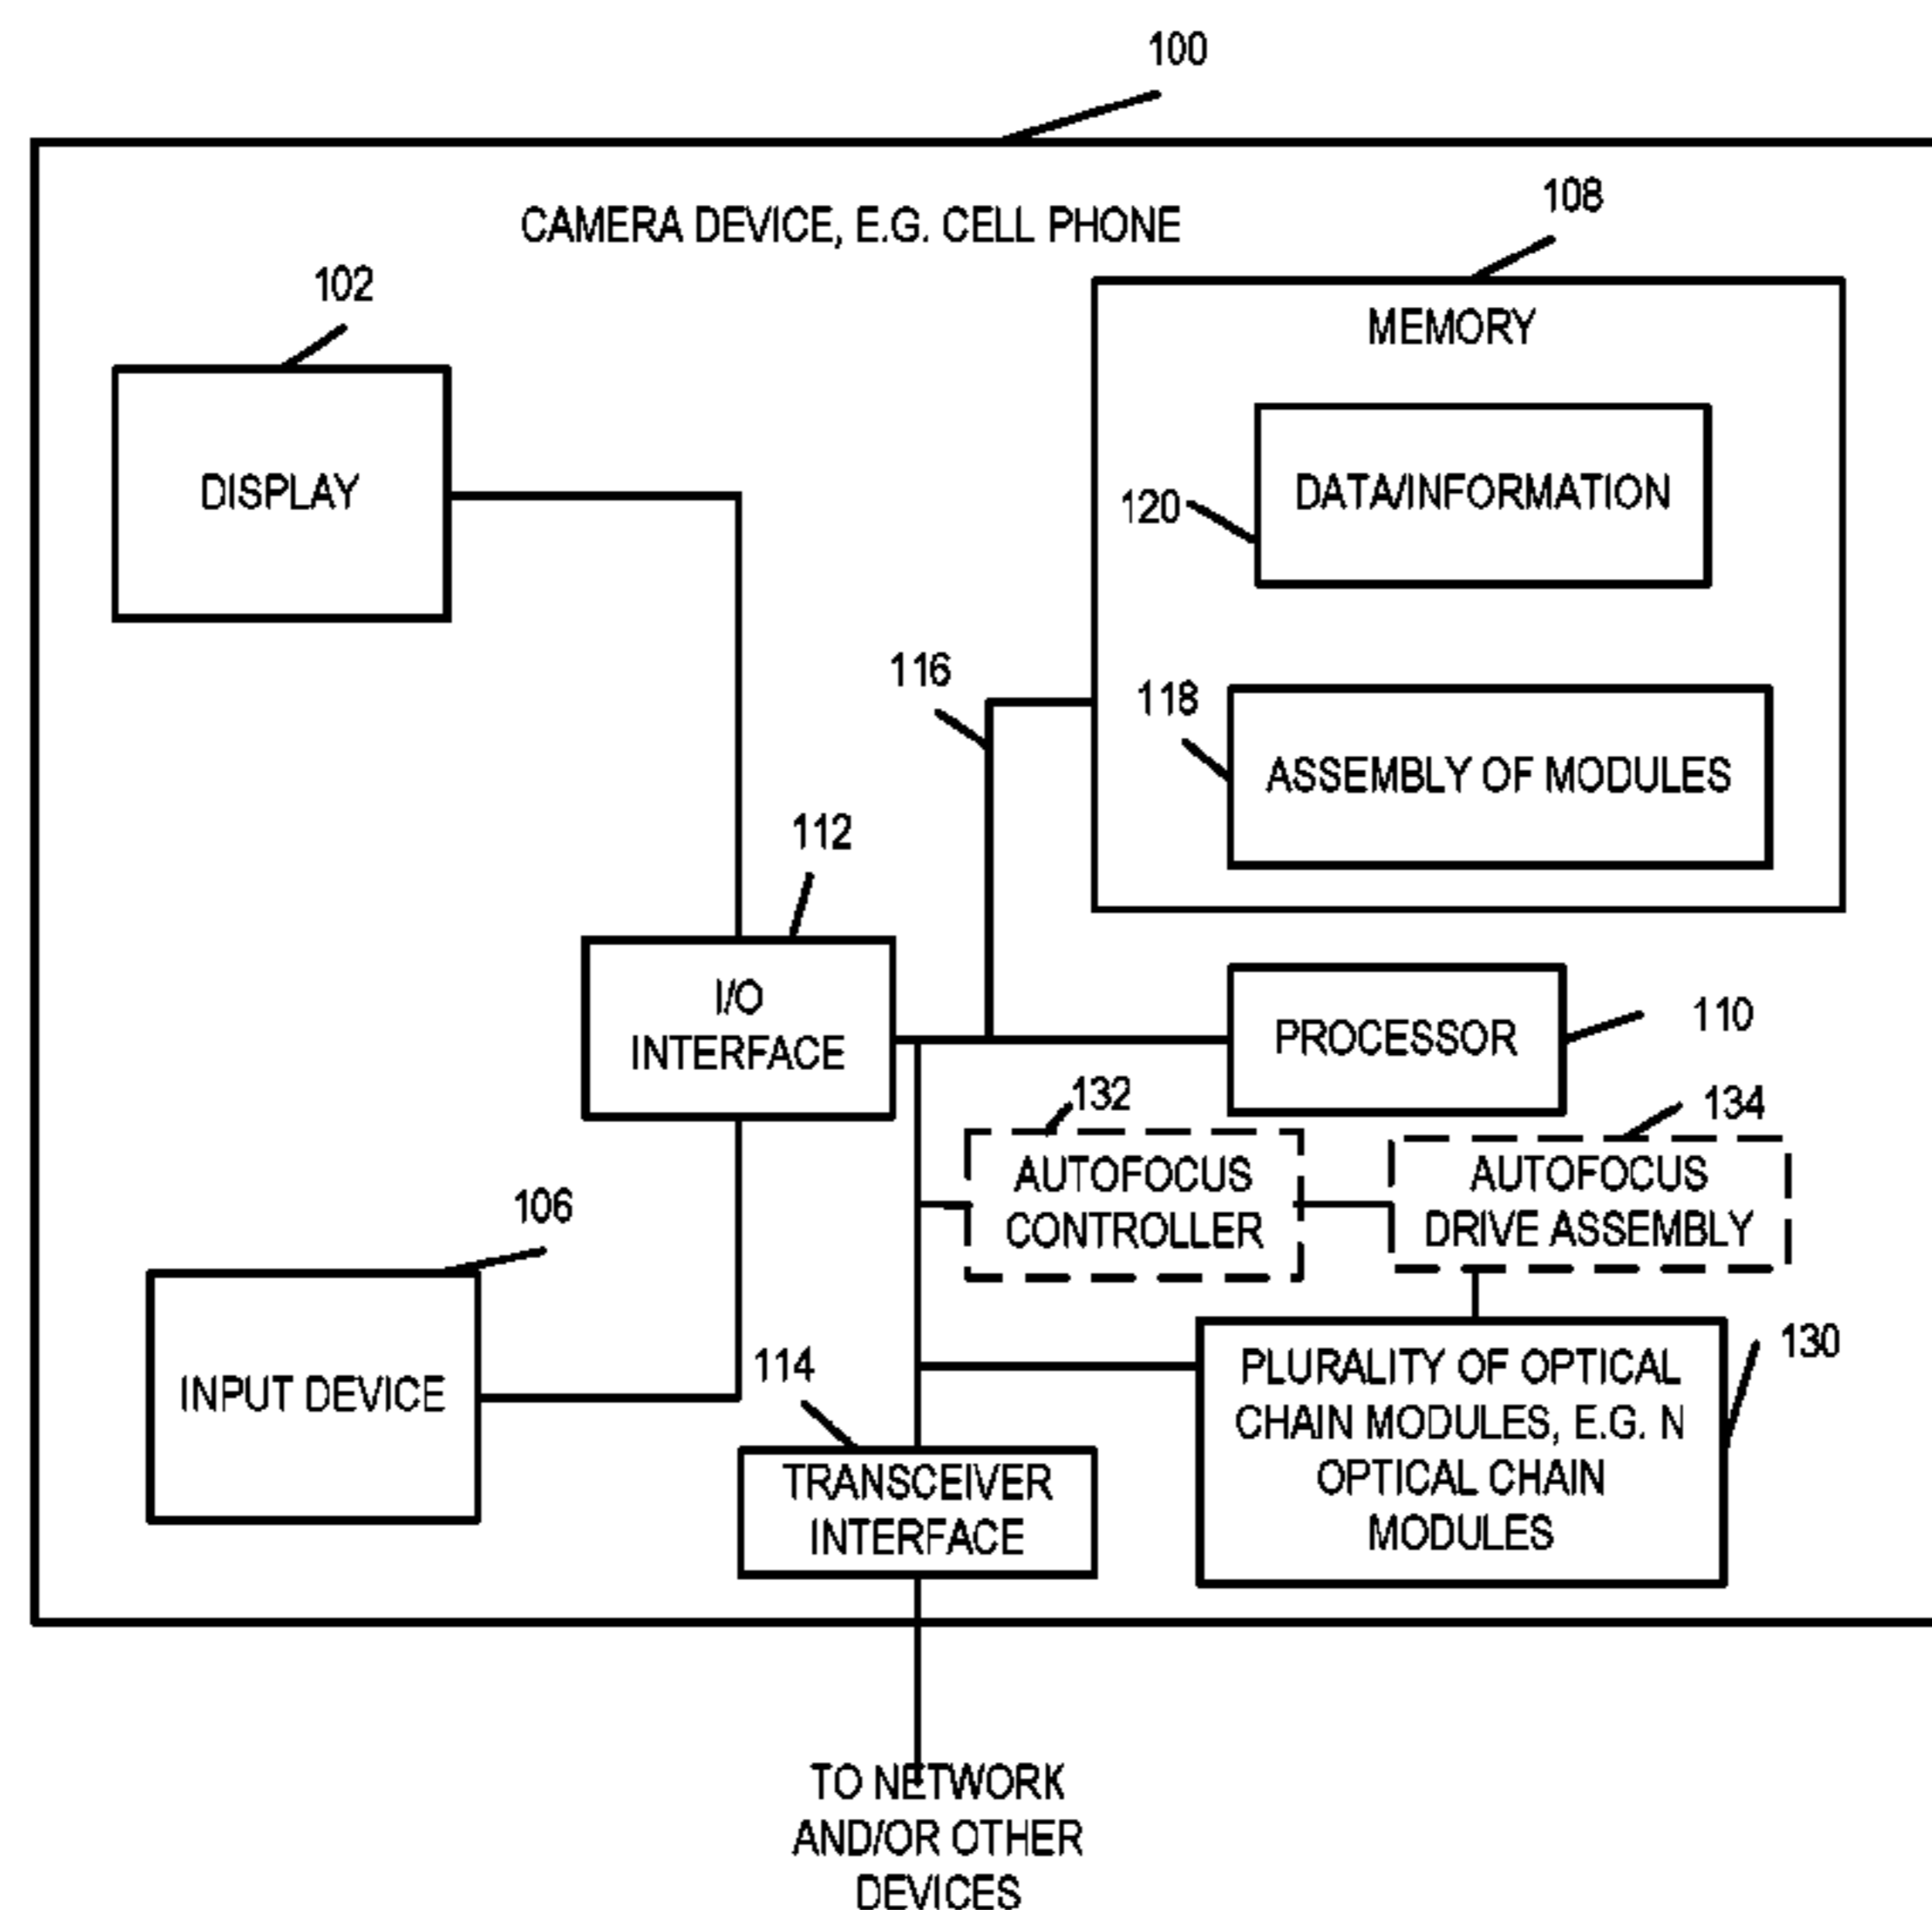 100
CAMERA DEVICE, E.G. CELL PHONE
108
102
MEMORY
DISPLAY
120
DATA/INFORMATION
116
118
ASSEMBLY OF MODULES
112
I/O
INTERFACE
PROCESSOR
110
132
134
AUTOFOCUS
CONTROLLER
AUTOFOCUS
DRIVE ASSEMBLY
106
INPUT DEVICE
114
TRANSCEIVER
INTERFACE
130
PLURALITY OF OPTICAL
CHAIN MODULES, E.G. N
OPTICAL CHAIN
MODULES
TO NETWORK
AND/OR OTHER
DEVICES